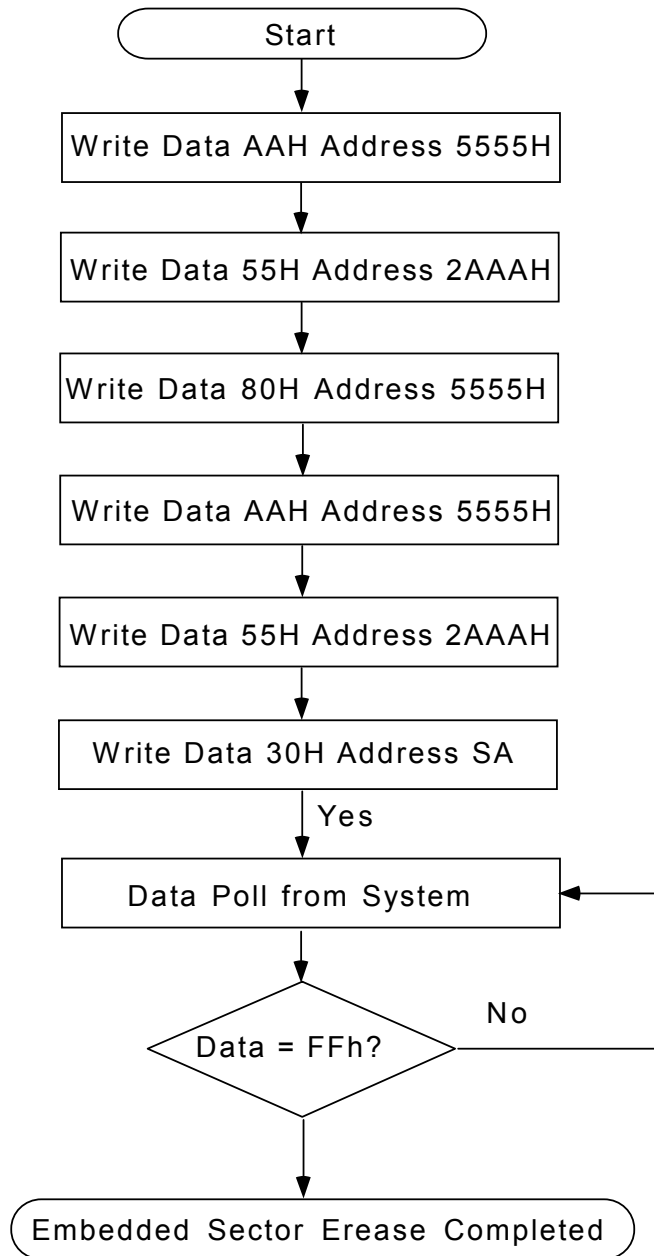 Start
Write Data AAH Address 5555H
Write Data 55H Address 2AAAH
Write Data 80H Address 5555H
Write Data AAH Address 5555H
Write Data 55H Address 2AAAH
Write Data 30H Address SA
Yes
Data Poll from System
No
Data = FFh?
Embedded Sector Erease Completed